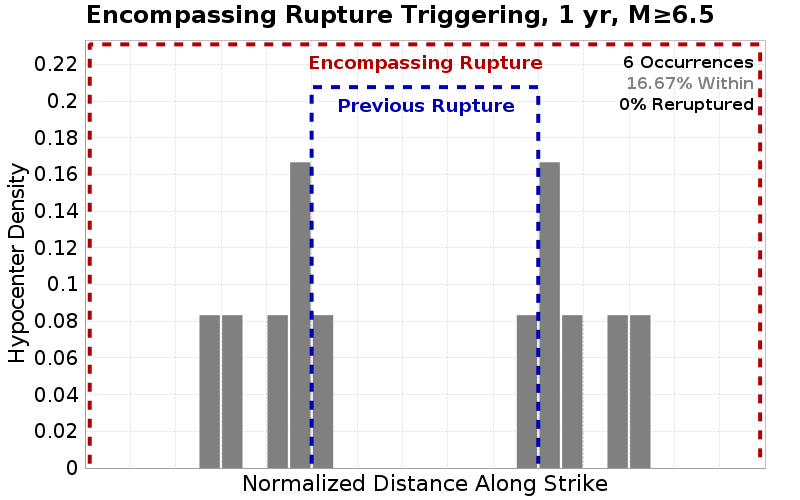 Encompassing Rupture Triggering, 1 yr, M≥6.5
Encompassing Rupture
Previous Rupture
6 Occurrences
16.67% Within
0% Reruptured
Hypocenter Density
0.22
0.2
0.18
0.16
0.14
0.12
0.1
0.08
0.06
0.04
0.02
0
Normalized Distance Along Strike